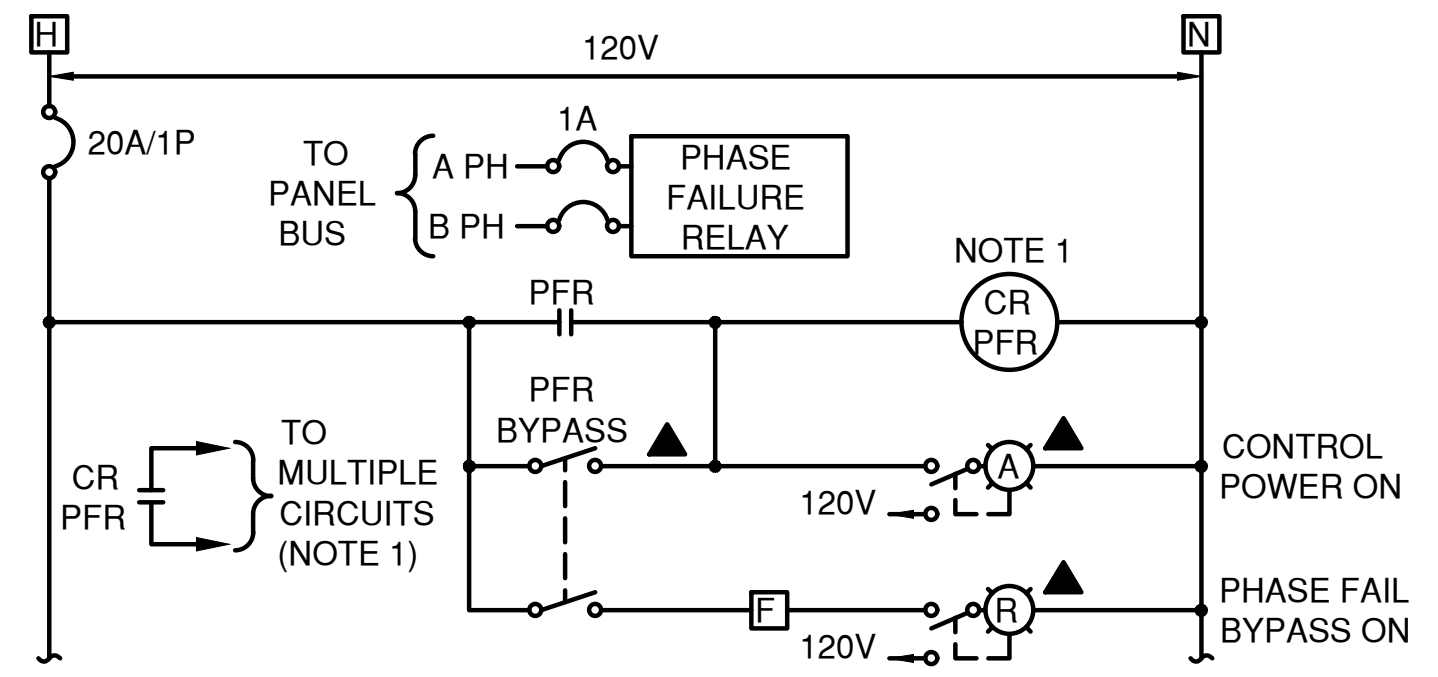 H
N
120V
20A/1P
1A
TO
PANEL
BUS
A PH
B PH
PHASE
FAILURE
RELAY
NOTE 1
PFR
CR
PFR
PFR
BYPASS
CR
PFR
TO
MULTIPLE
CIRCUITS
(NOTE 1)
A
120V
CONTROL
POWER ON
F
R
120V
PHASE FAIL
BYPASS ON